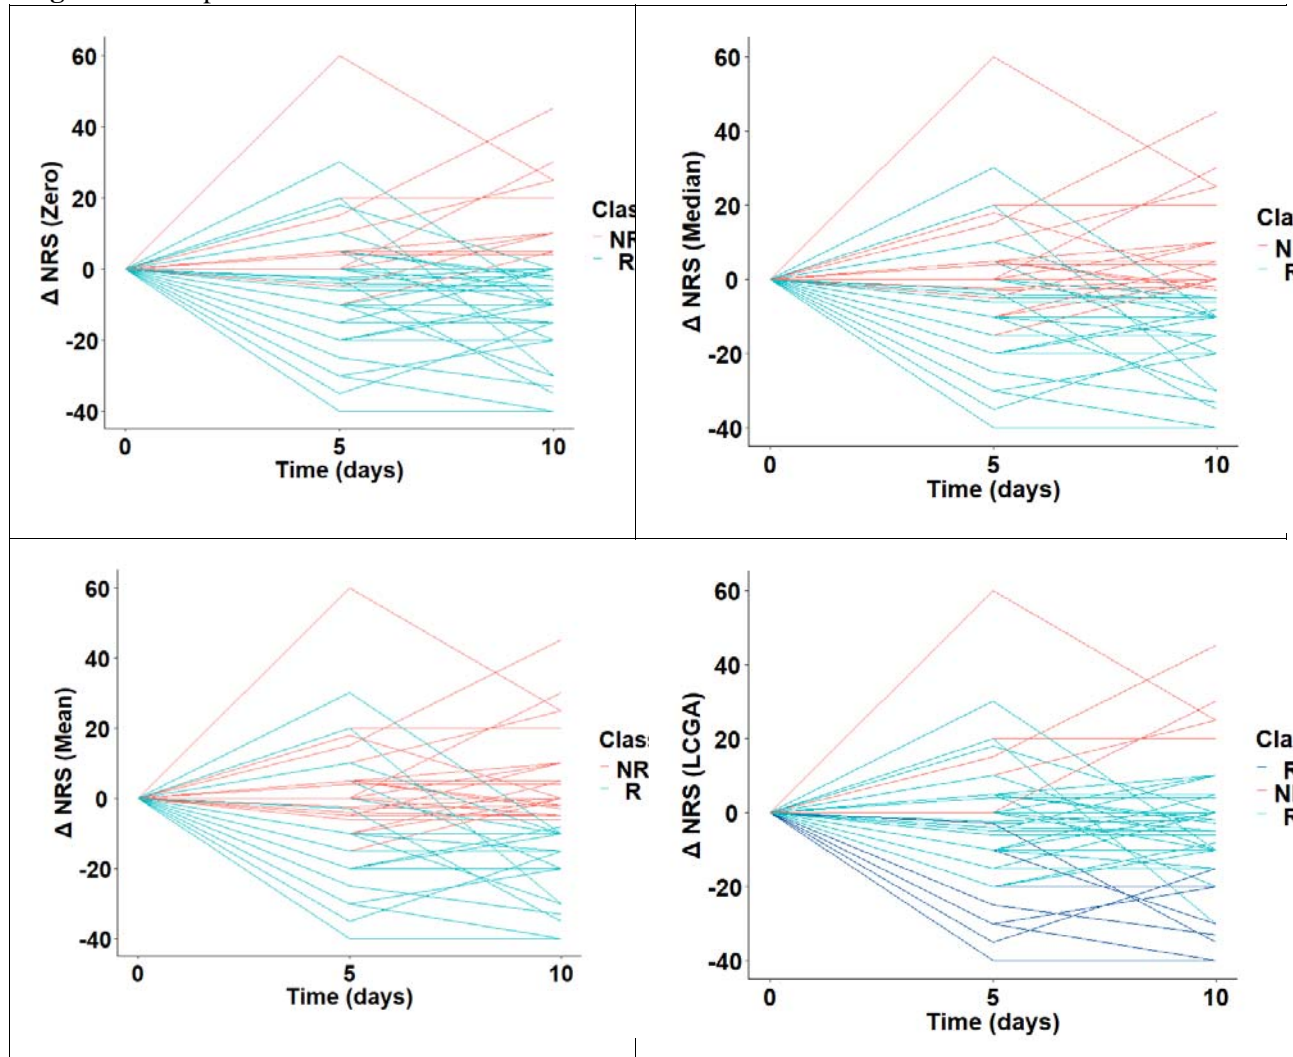 60
40
20
0
-20
-40
Δ NRS (Zero)
0 5 10
Time (days)
Clas
NR
R
60
40
20
0
-20
-40
Δ NRS (Median)
0 5 10
Time (days)
Cla
N
R
60
40
20
0
-20
-40
Δ NRS (Mean)
0 5 10
Time (days)
Clas
NR
R
60
40
20
0
-20
-40
Δ NRS (LCGA)
0 5 10
Time (days)
Cla
R
N
R